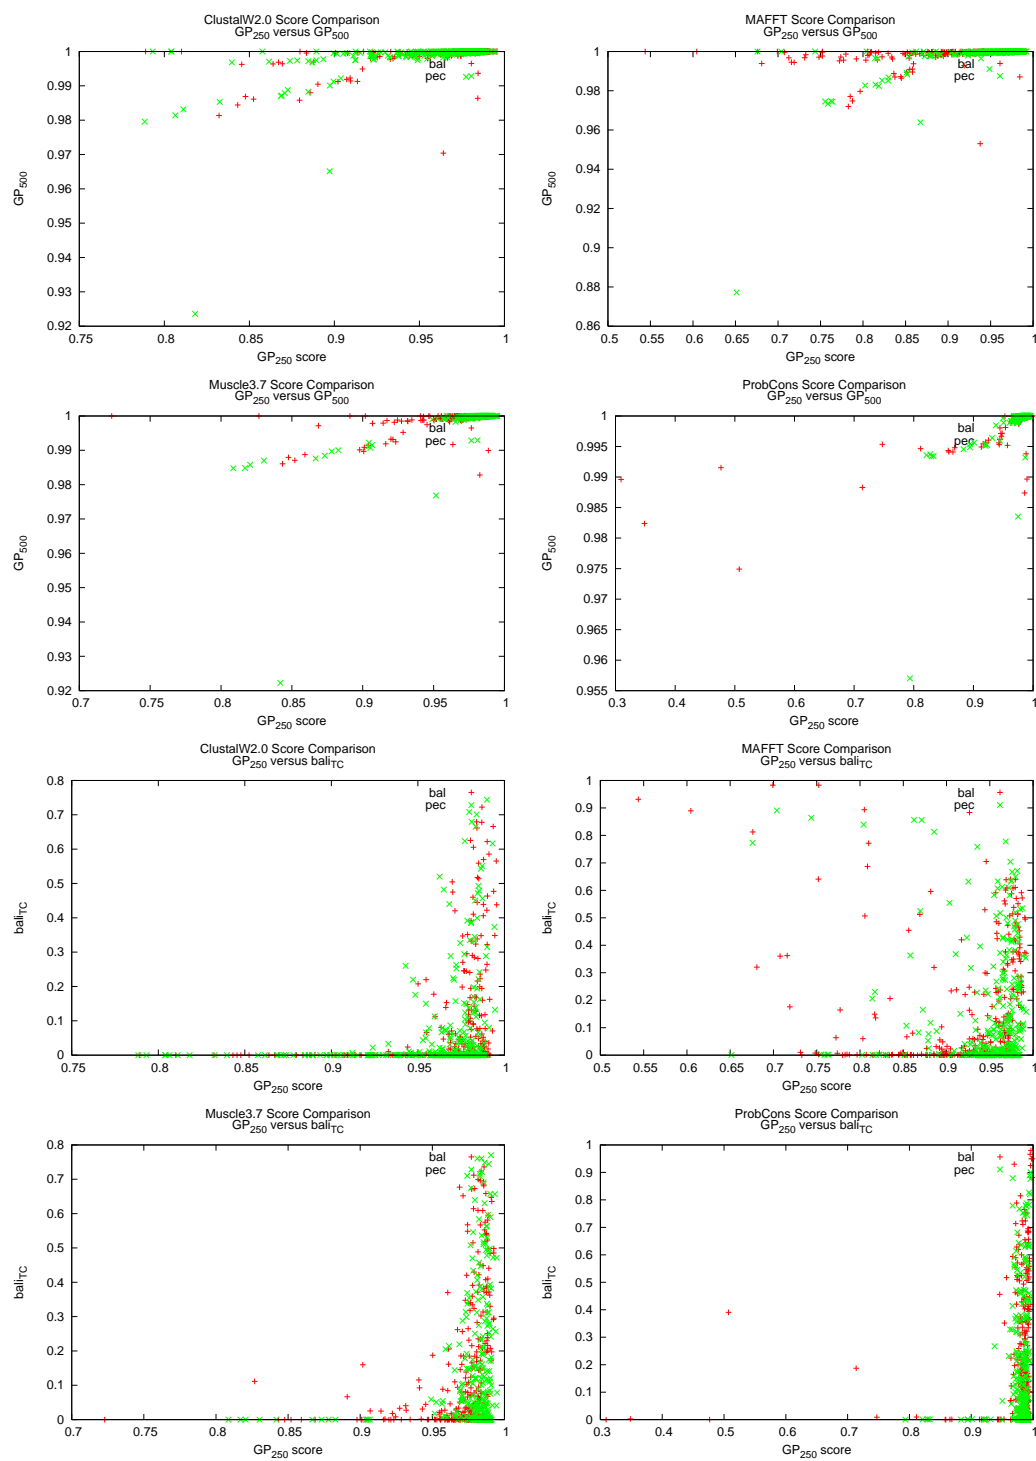 ClustalW2.0 Score Comparison
GP250 versus GP500
1
0.99
0.98
0.97
0.96
0.95
0.94
0.93
0.92
GP500
bal
pec
0.75 0.8 0.85 0.9 0.95 1
GP250 score
MAFFT Score Comparison
GP250 versus GP500
1
0.98
0.96
0.94
0.92
0.9
0.88
0.86
GP500
bal
pec
0.5 0.55 0.6 0.65 0.7 0.75 0.8 0.85 0.9 0.95 1
GP250 score
Muscle3.7 Score Comparison
GP250 versus GP500
1
0.99
0.98
0.97
0.96
0.95
0.94
0.93
0.92
GP500
bal
pec
0.7 0.75 0.8 0.85 0.9 0.95 1
GP250 score
ProbCons Score Comparison
GP250 versus GP500
1
0.995
0.99
0.985
0.98
0.975
0.97
0.965
0.96
0.955
GP500
bal
pec
0.3 0.4 0.5 0.6 0.7 0.8 0.9 1
GP250 score
ClustalW2.0 Score Comparison
GP250 versus baliTC
0.8
0.7
0.6
0.5
0.4
0.3
0.2
0.1
0
baliTC
bal
pec
0.75 0.8 0.85 0.9 0.95 1
GP250 score
MAFFT Score Comparison
GP250 versus baliTC
1
0.9
0.8
0.7
0.6
0.5
0.4
0.3
0.2
0.1
0
baliTC
bal
pec
0.5 0.55 0.6 0.65 0.7 0.75 0.8 0.85 0.9 0.95 1
GP250 score
Muscle3.7 Score Comparison
GP250 versus baliTC
0.8
0.7
0.6
0.5
0.4
0.3
0.2
0.1
0
baliTC
bal
pec
0.7 0.75 0.8 0.85 0.9 0.95 1
GP250 score
ProbCons Score Comparison
GP250 versus baliTC
1
0.9
0.8
0.7
0.6
0.5
0.4
0.3
0.2
0.1
0
baliTC
bal
pec
0.3 0.4 0.5 0.6 0.7 0.8 0.9 1
GP250 score